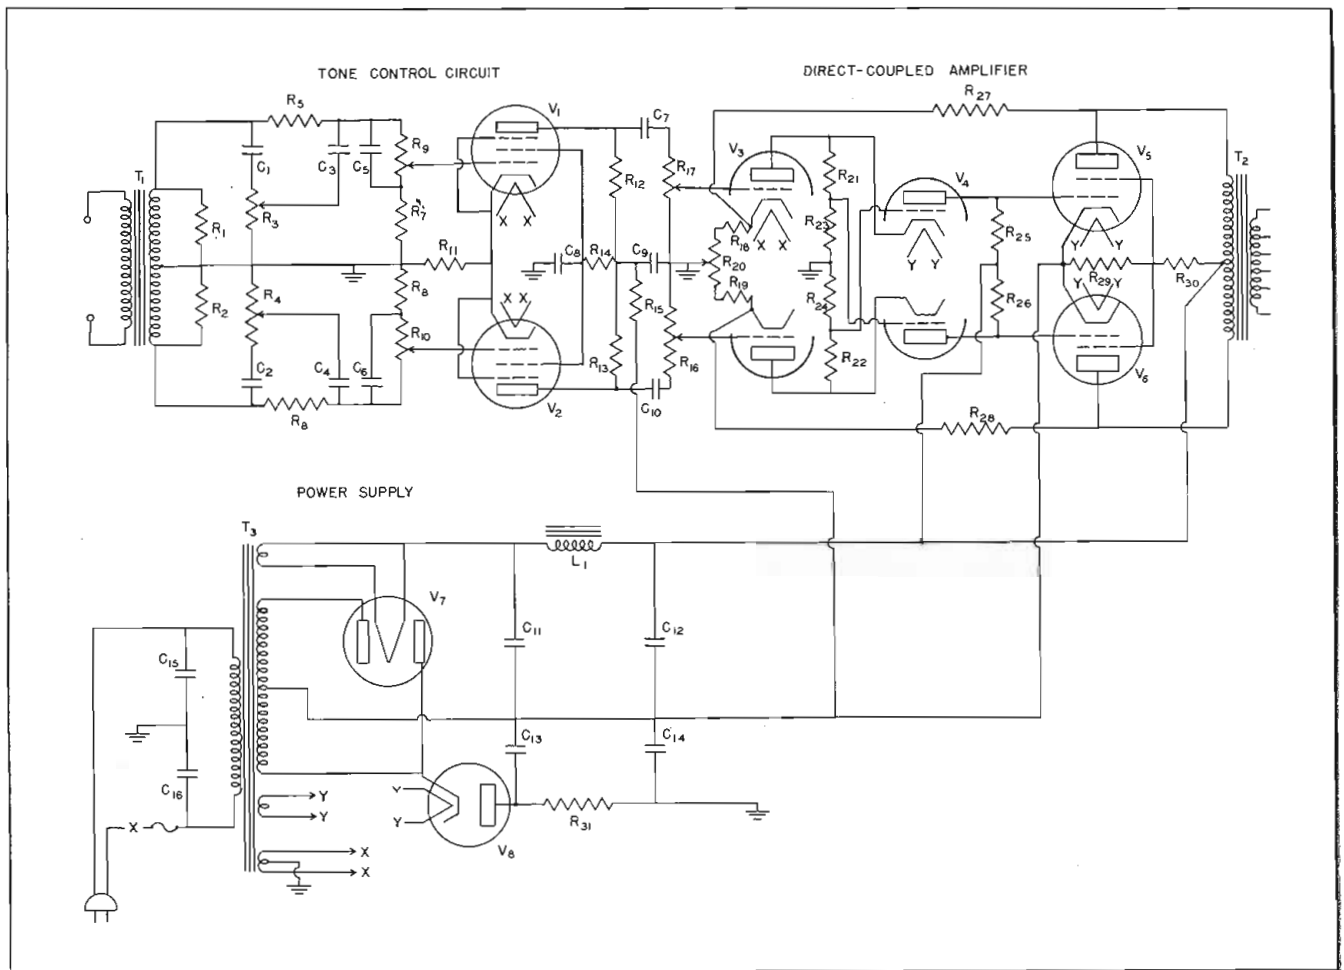 TONE CONTROL CIRCUIT
DIRECT-COUPLED AMPLIFIER
R5
V1
C7
R27
T1
C1
C3
C5
R9
R12
R17
V3
R21
V4
V5
T2
R1
R3
R7
R11
X X
C8
R14
C9
R18
X X
R20
R23
Y Y
R25
Y Y
R29
R30
R2
R4
R8
X X
R15
R19
R24
R26
Y Y
C2
C4
C6
R10
R13
R16
R22
V6
R8
V2
C10
R28
POWER SUPPLY
T3
L1
V7
C15
C11
C12
C13
C14
C16
Y
Y
Y
Y
X
R31
V8
X
X